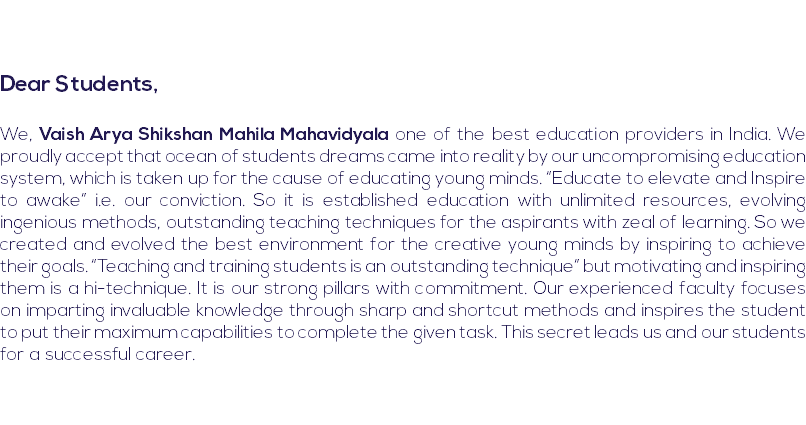 Dear Students,
We, Vaish Arya Shikshan Mahila Mahavidyala one of the best education providers in India. We
proudly accept that ocean of students dreams came into reality by our uncompromising education
system, which is taken up for the cause of educating young minds. “Educate to elevate and Inspire
to awake” i.e. our conviction. So it is established education with unlimited resources, evolving
ingenious methods, outstanding teaching techniques for the aspirants with zeal of learning. So we
created and evolved the best environment for the creative young minds by inspiring to achieve
their goals. “Teaching and training students is an outstanding technique” but motivating and inspiring
them is a hi-technique. It is our strong pillars with commitment. Our experienced faculty focuses
on imparting invaluable knowledge through sharp and shortcut methods and inspires the student
to put their maximum capabilities to complete the given task. This secret leads us and our students
for a successful career.